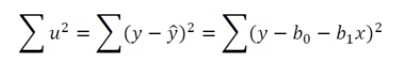 ∑u² = ∑(y − ŷ)² = ∑(y − b₀ − b₁x)²